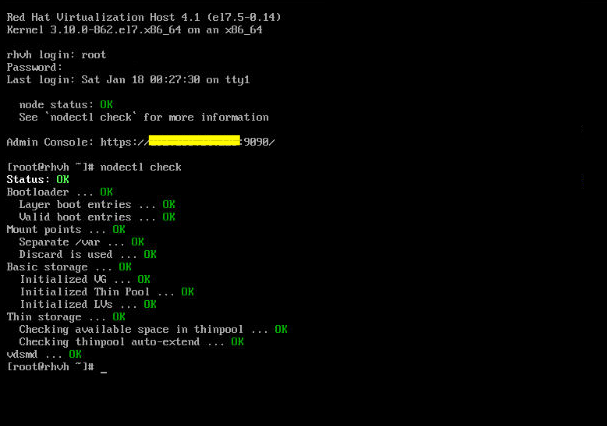 Red Hat Virtualization Host 4.1 (el7.5-0.14)
Kernel 3.10.0-862.el7.x86_64 on an x86_64
rhvh login: root
Password:
Last login: Sat Jan 18 00:27:30 on tty1
node status: OK
See `nodectl check` for more information
Admin Console: https://:9090/
[root@rhvh ~]# nodectl check
Status: OK
Bootloader ... OK
Layer boot entries ... OK
Valid boot entries ... OK
Mount points ... OK
Separate /var ... OK
Discard is used ... OK
Basic storage ... OK
Initialized VG ... OK
Initialized Thin Pool ... OK
Initialized LVs ... OK
Thin storage ... OK
Checking available space in thinpool ... OK
Checking thinpool auto-extend ... OK
vdsmd ... OK
[root@rhvh ~]# _